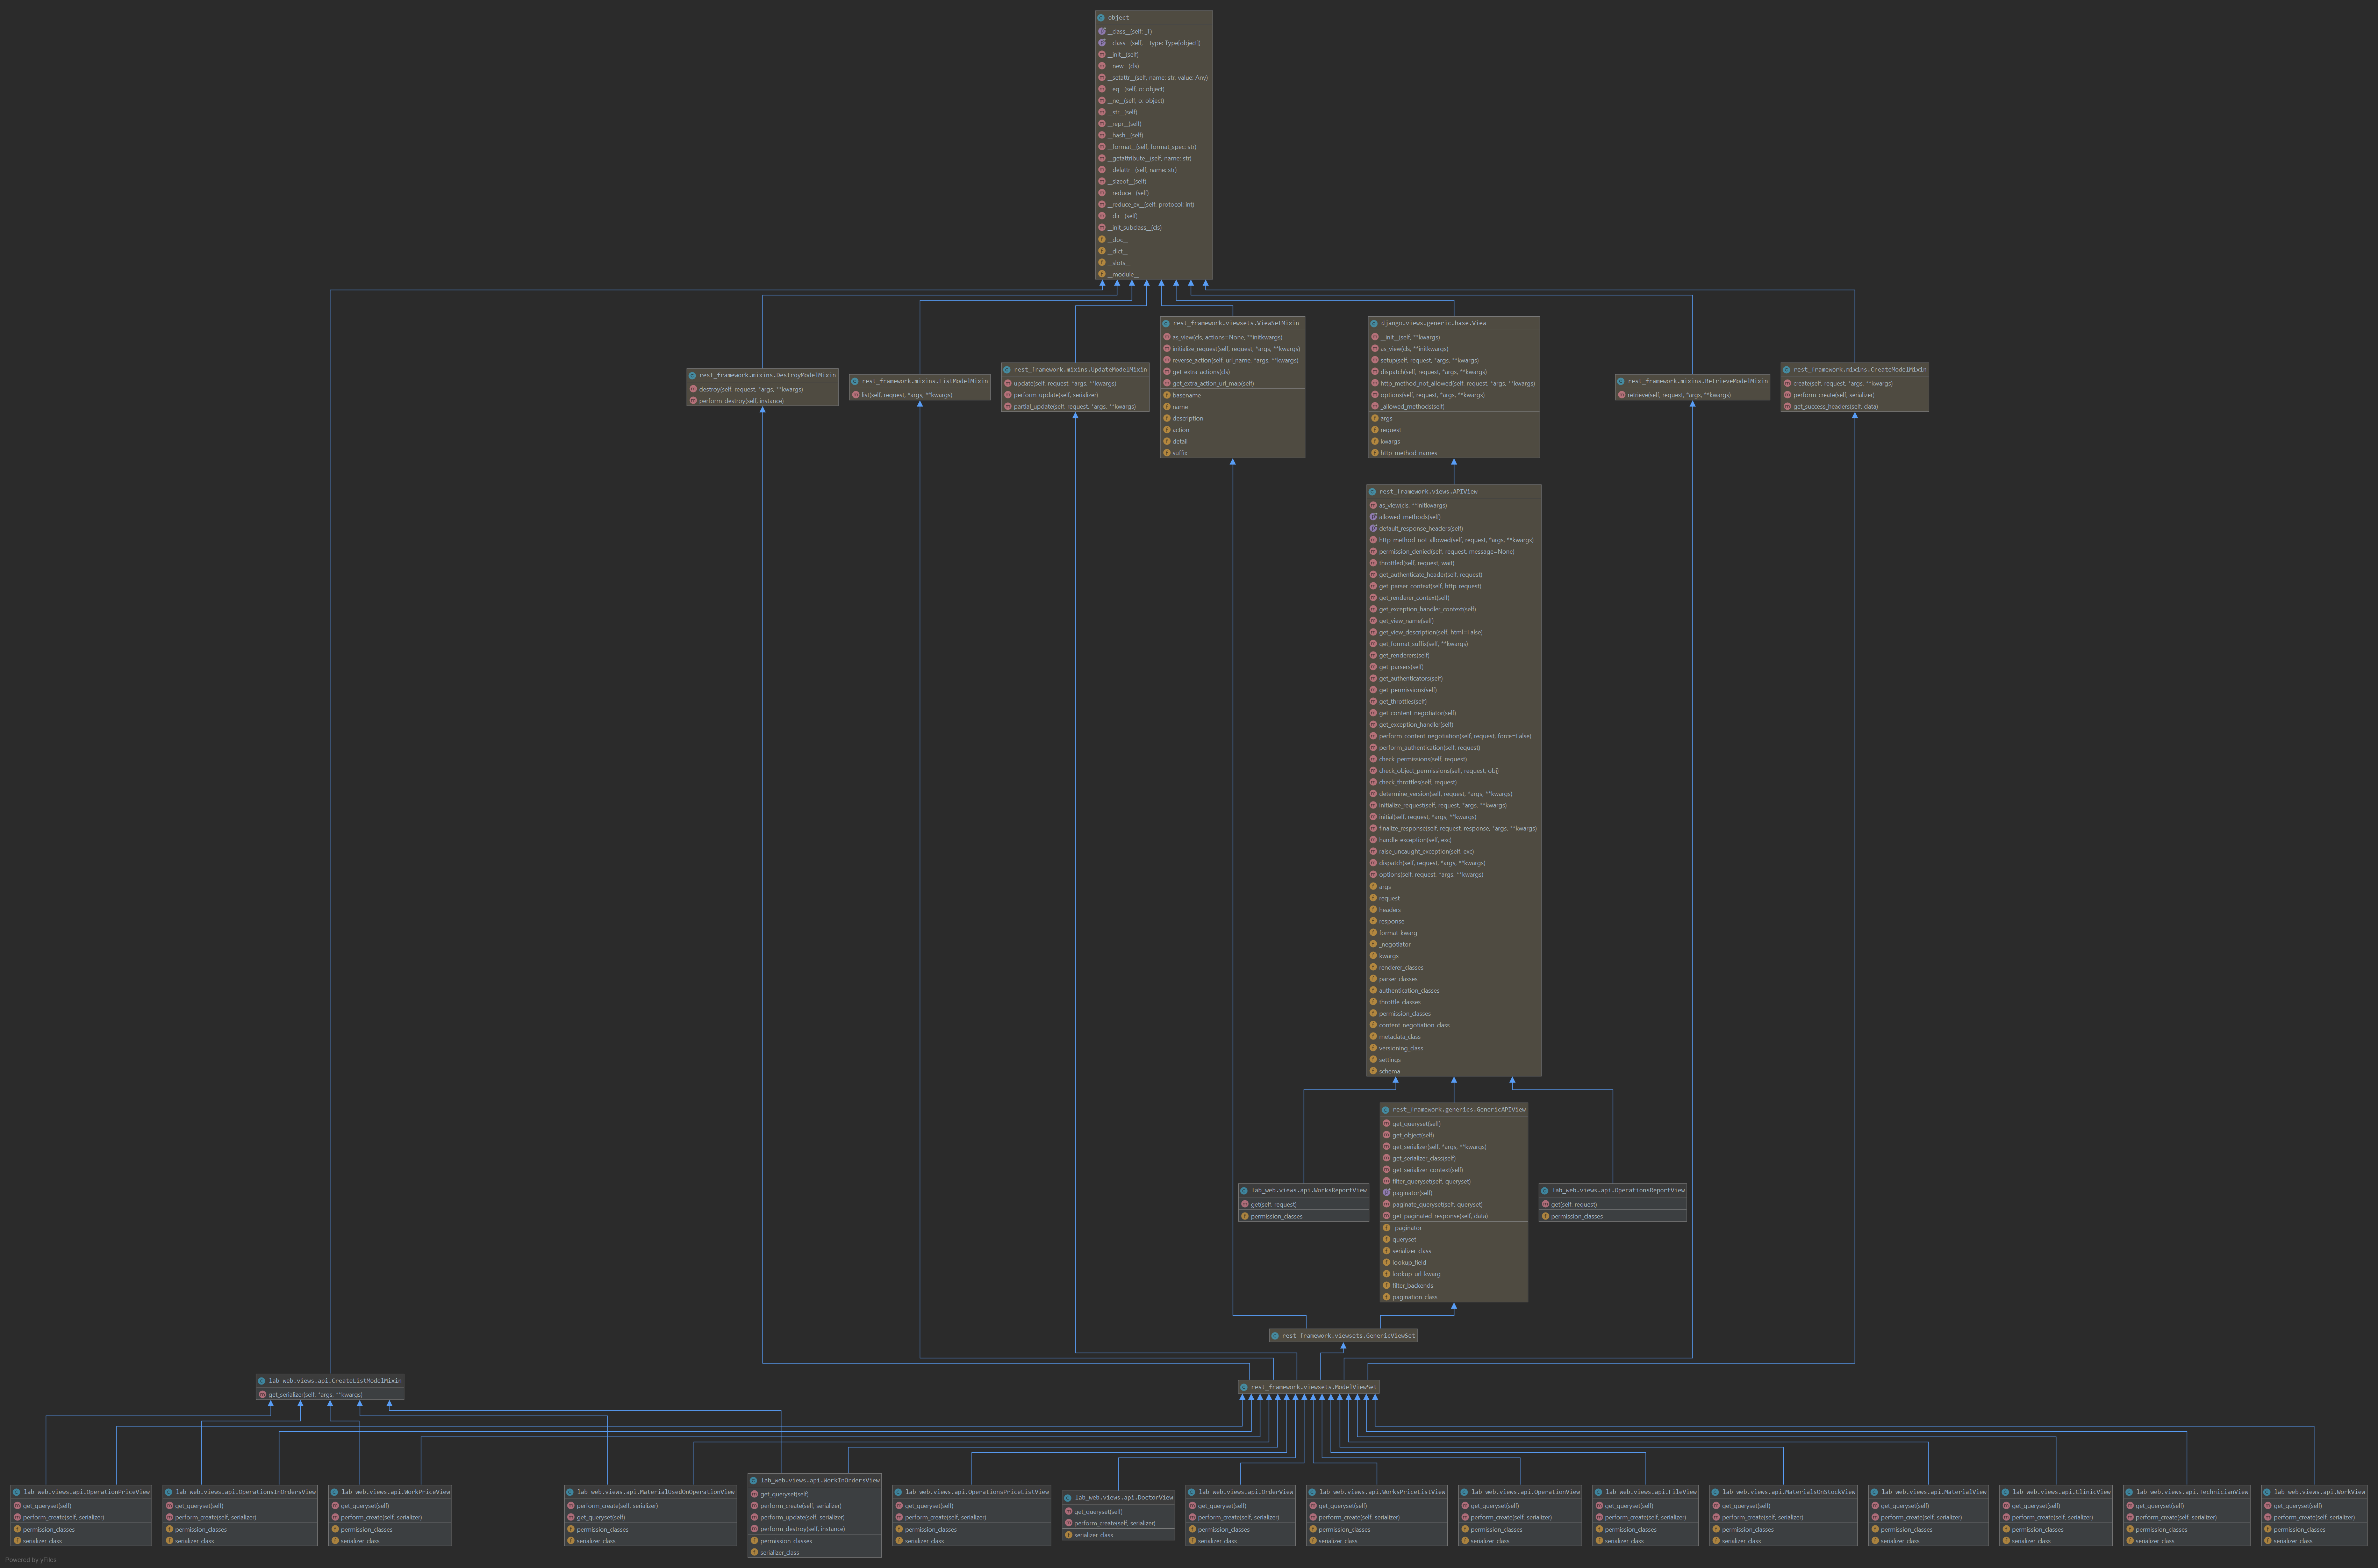 object
__class__(self: _T)
__class__(self, __type: Type[object])
__init__(self)
__new__(cls)
__setattr__(self, name: str, value: Any)
__eq__(self, o: object)
__ne__(self, o: object)
__str__(self)
__repr__(self)
__hash__(self)
__format__(self, format_spec: str)
__getattribute__(self, name: str)
__delattr__(self, name: str)
__sizeof__(self)
__reduce__(self)
__reduce_ex__(self, protocol: int)
__dir__(self)
__init_subclass__(cls)
__doc__
__dict__
__slots__
__module__
rest_framework.mixins.DestroyModelMixin
destroy(self, request, *args, **kwargs)
perform_destroy(self, instance)
rest_framework.mixins.ListModelMixin
list(self, request, *args, **kwargs)
rest_framework.mixins.UpdateModelMixin
update(self, request, *args, **kwargs)
perform_update(self, serializer)
partial_update(self, request, *args, **kwargs)
rest_framework.viewsets.ViewSetMixin
as_view(cls, actions=None, **initkwargs)
initialize_request(self, request, *args, **kwargs)
reverse_action(self, url_name, *args, **kwargs)
get_extra_actions(cls)
get_extra_action_url_map(self)
basename
name
description
action
detail
suffix
django.views.generic.base.View
__init__(self, **kwargs)
as_view(cls, **initkwargs)
setup(self, request, *args, **kwargs)
dispatch(self, request, *args, **kwargs)
http_method_not_allowed(self, request, *args, **kwargs)
options(self, request, *args, **kwargs)
_allowed_methods(self)
args
request
kwargs
http_method_names
rest_framework.mixins.RetrieveModelMixin
retrieve(self, request, *args, **kwargs)
rest_framework.mixins.CreateModelMixin
create(self, request, *args, **kwargs)
perform_create(self, serializer)
get_success_headers(self, data)
rest_framework.views.APIView
as_view(cls, **initkwargs)
allowed_methods(self)
default_response_headers(self)
http_method_not_allowed(self, request, *args, **kwargs)
permission_denied(self, request, message=None)
throttled(self, request, wait)
get_authenticate_header(self, request)
get_parser_context(self, http_request)
get_renderer_context(self)
get_exception_handler_context(self)
get_view_name(self)
get_view_description(self, html=False)
get_format_suffix(self, **kwargs)
get_renderers(self)
get_parsers(self)
get_authenticators(self)
get_permissions(self)
get_throttles(self)
get_content_negotiator(self)
get_exception_handler(self)
perform_content_negotiation(self, request, force=False)
perform_authentication(self, request)
check_permissions(self, request)
check_object_permissions(self, request, obj)
check_throttles(self, request)
determine_version(self, request, *args, **kwargs)
initialize_request(self, request, *args, **kwargs)
initial(self, request, *args, **kwargs)
finalize_response(self, request, response, *args, **kwargs)
handle_exception(self, exc)
raise_uncaught_exception(self, exc)
dispatch(self, request, *args, **kwargs)
options(self, request, *args, **kwargs)
args
request
headers
response
format_kwarg
_negotiator
kwargs
renderer_classes
parser_classes
authentication_classes
throttle_classes
permission_classes
content_negotiation_class
metadata_class
versioning_class
settings
schema
lab_web.views.api.WorksReportView
get(self, request)
permission_classes
rest_framework.generics.GenericAPIView
get_queryset(self)
get_object(self)
get_serializer(self, *args, **kwargs)
get_serializer_class(self)
get_serializer_context(self)
filter_queryset(self, queryset)
paginator(self)
paginate_queryset(self, queryset)
get_paginated_response(self, data)
_paginator
queryset
serializer_class
lookup_field
lookup_url_kwarg
filter_backends
pagination_class
lab_web.views.api.OperationsReportView
get(self, request)
permission_classes
rest_framework.viewsets.GenericViewSet
lab_web.views.api.CreateListModelMixin
get_serializer(self, *args, **kwargs)
rest_framework.viewsets.ModelViewSet
lab_web.views.api.OperationPriceView
get_queryset(self)
perform_create(self, serializer)
permission_classes
serializer_class
lab_web.views.api.OperationsInOrdersView
get_queryset(self)
perform_create(self, serializer)
permission_classes
serializer_class
lab_web.views.api.WorkPriceView
get_queryset(self)
perform_create(self, serializer)
permission_classes
serializer_class
lab_web.views.api.MaterialUsedOnOperationView
perform_create(self, serializer)
get_queryset(self)
permission_classes
serializer_class
lab_web.views.api.WorkInOrdersView
get_queryset(self)
perform_create(self, serializer)
perform_update(self, serializer)
perform_destroy(self, instance)
permission_classes
serializer_class
lab_web.views.api.OperationsPriceListView
get_queryset(self)
perform_create(self, serializer)
permission_classes
serializer_class
lab_web.views.api.DoctorView
get_queryset(self)
perform_create(self, serializer)
serializer_class
lab_web.views.api.OrderView
get_queryset(self)
perform_create(self, serializer)
permission_classes
serializer_class
lab_web.views.api.WorksPriceListView
get_queryset(self)
perform_create(self, serializer)
permission_classes
serializer_class
lab_web.views.api.OperationView
get_queryset(self)
perform_create(self, serializer)
permission_classes
serializer_class
lab_web.views.api.FileView
get_queryset(self)
perform_create(self, serializer)
permission_classes
serializer_class
lab_web.views.api.MaterialsOnStockView
get_queryset(self)
perform_create(self, serializer)
permission_classes
serializer_class
lab_web.views.api.MaterialView
get_queryset(self)
perform_create(self, serializer)
permission_classes
serializer_class
lab_web.views.api.ClinicView
get_queryset(self)
perform_create(self, serializer)
permission_classes
serializer_class
lab_web.views.api.TechnicianView
get_queryset(self)
perform_create(self, serializer)
permission_classes
serializer_class
lab_web.views.api.WorkView
get_queryset(self)
perform_create(self, serializer)
permission_classes
serializer_class
Powered by yFiles